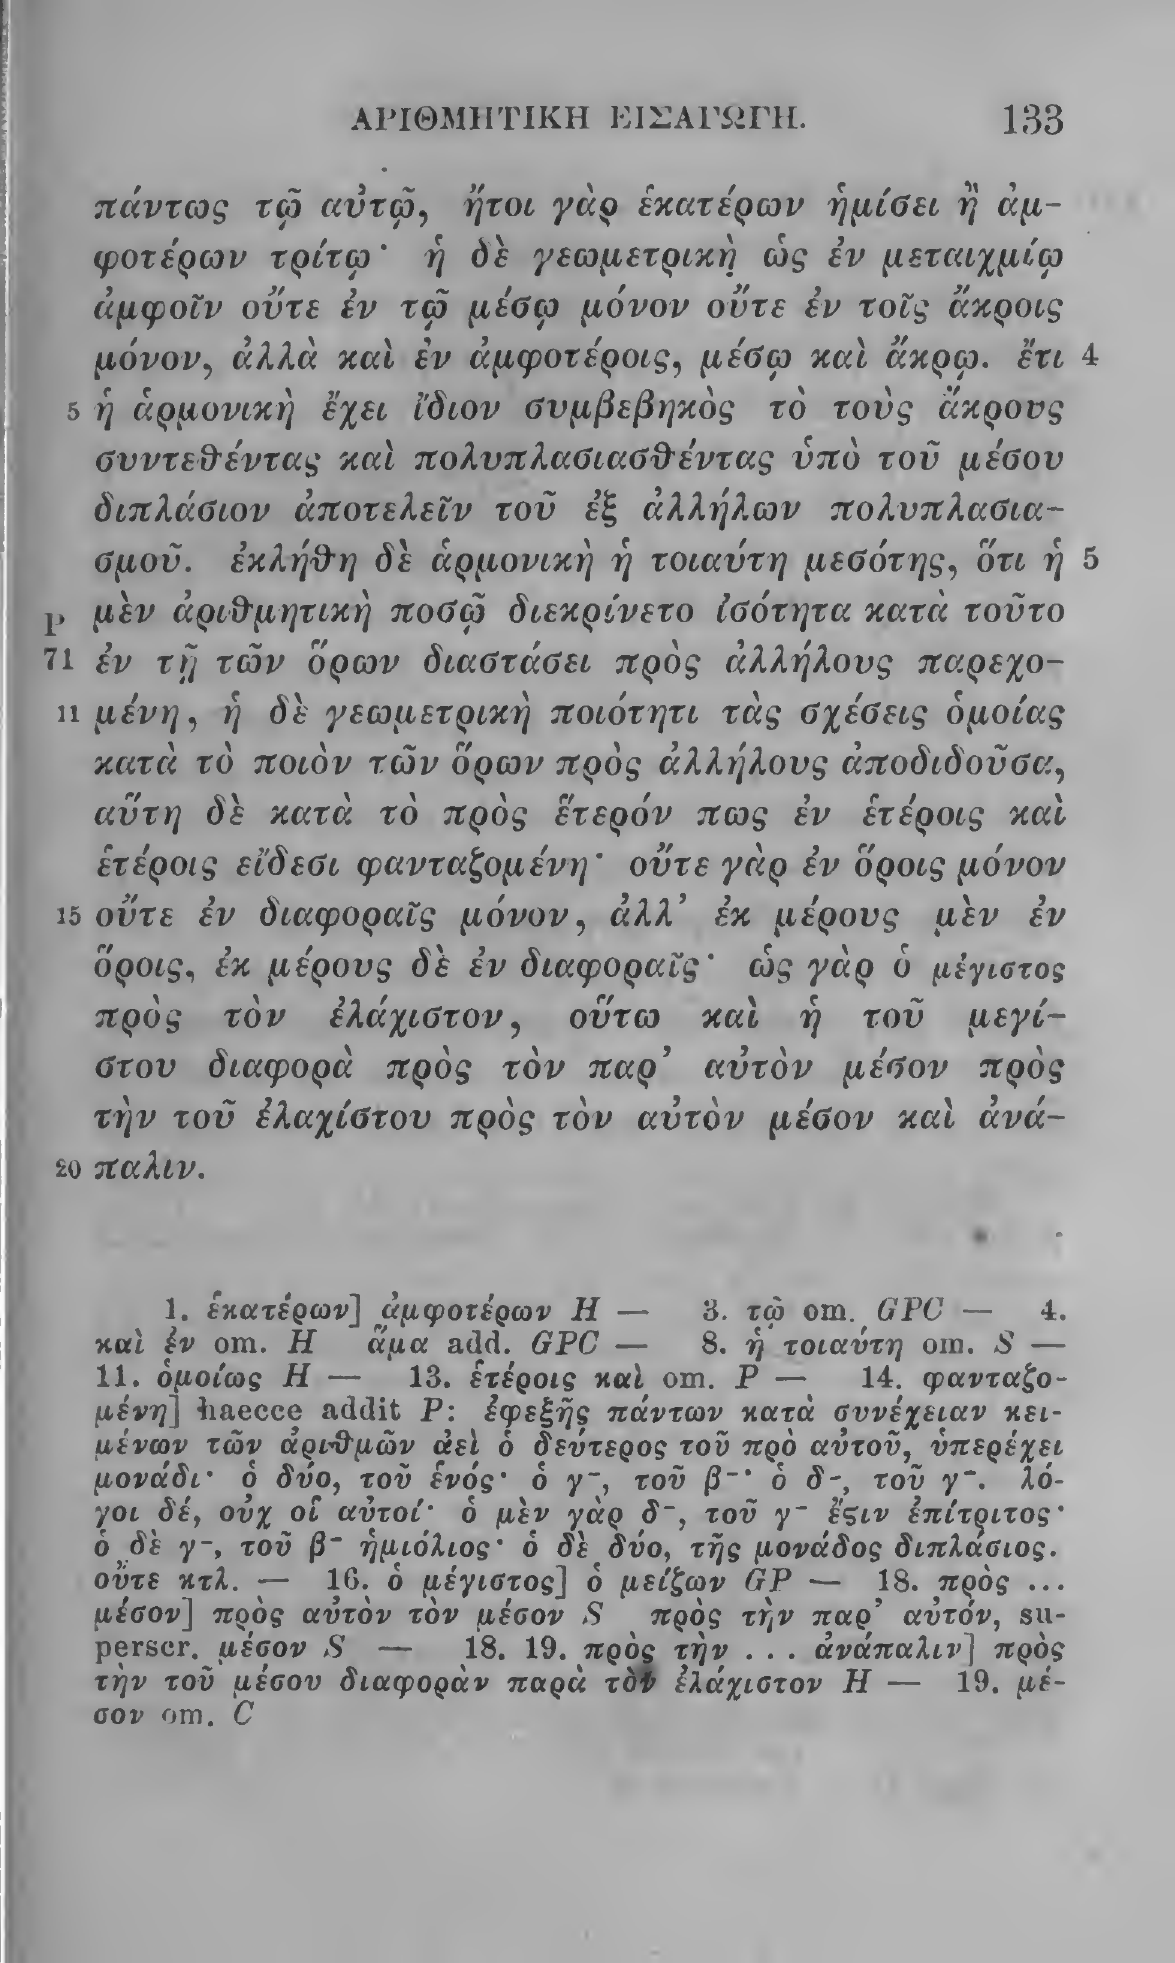 ΑΡΙΘΜΗΤΙΚΗ ΕΙΣΑΓΩΓΗ. 133
πάντως τῷ αὐτῷ, ἤτοι γὰρ ἑκατέρων ἡμίσει ἢ ἀμ-
φοτέρων τρίτῳ· ἡ δὲ γεωμετρικὴ ὡς ἐν μεταιχμίῳ
ἀμφοῖν οὔτε ἐν τῷ μέσῳ μόνον οὔτε ἐν τοῖς ἄκροις
μόνον, ἀλλὰ καὶ ἐν ἀμφοτέροις, μέσῳ καὶ ἄκρῳ. ἔτι 4
5 ἡ ἁρμονικὴ ἔχει ἴδιον συμβεβηκὸς τὸ τοὺς ἄκρους
συντεθέντας καὶ πολυπλασιασθέντας ὑπὸ τοῦ μέσου
διπλάσιον ἀποτελεῖν τοῦ ἐξ ἀλλήλων πολυπλασια-
σμοῦ. ἐκλήθη δὲ ἁρμονικὴ ἡ τοιαύτη μεσότης, ὅτι ἡ 5
p μὲν ἀριθμητικὴ ποσῷ διεκρίνετο ἰσότητα κατὰ τοῦτο
71 ἐν τῇ τῶν ὅρων διαστάσει πρὸς ἀλλήλους παρεχο-
11 μένη, ἡ δὲ γεωμετρικὴ ποιότητι τὰς σχέσεις ὁμοίας
κατὰ τὸ ποιὸν τῶν ὅρων πρὸς ἀλλήλους ἀποδιδοῦσα,
αὕτη δὲ κατὰ τὸ πρὸς ἕτερόν πως ἐν ἑτέροις καὶ
ἑτέροις εἴδεσι φανταζομένη· οὔτε γὰρ ἐν ὅροις μόνον
15 οὔτε ἐν διαφοραῖς μόνον, ἀλλ’ ἐκ μέρους μὲν ἐν
ὅροις, ἐκ μέρους δὲ ἐν διαφοραῖς· ὡς γὰρ ὁ μέγιστος
πρὸς τὸν ἐλάχιστον, οὕτω καὶ ἡ τοῦ μεγί-
στου διαφορὰ πρὸς τὸν παρ’ αὐτὸν μέσον πρὸς
τὴν τοῦ ἐλαχίστου πρὸς τὸν αὐτὸν μέσον καὶ ἀνά-
20 παλιν.
1. ἑκατέρων] ἀμφοτέρων H — 3. τῷ om. GPC — 4.
καὶ ἐν om. H ἅμα add. GPC — 8. ἡ τοιαύτη om. S —
11. ὁμοίως H — 13. ἑτέροις καὶ om. P — 14. φανταζο-
μένη] haecce addit P: ἐφεξῆς πάντων κατὰ συνέχειαν κει-
μένων τῶν ἀριθμῶν ἀεὶ ὁ δεύτερος τοῦ πρὸ αὐτοῦ, ὑπερέχει
μονάδι· ὁ δύο, τοῦ ἑνός· ὁ γ‾, τοῦ β‾· ὁ δ‾, τοῦ γ‾. λό-
γοι δέ, οὐχ οἱ αὐτοί· ὁ μὲν γὰρ δ‾, τοῦ γ‾ ἔϛιν ἐπίτριτος·
ὁ δὲ γ‾, τοῦ β‾ ἡμιόλιος· ὁ δὲ δύο, τῆς μονάδος διπλάσιος.
οὔτε κτλ. — 16. ὁ μέγιστος] ὁ μείζων GP — 18. πρὸς ...
μέσον] πρὸς αὐτὸν τὸν μέσον S πρὸς τὴν παρ’ αὐτόν, su-
perscr. μέσον S — 18. 19. πρὸς τὴν ... ἀνάπαλιν] πρὸς
τὴν τοῦ μέσου διαφορὰν παρὰ τὸν ἐλάχιστον H — 19. μέ-
σον om. C